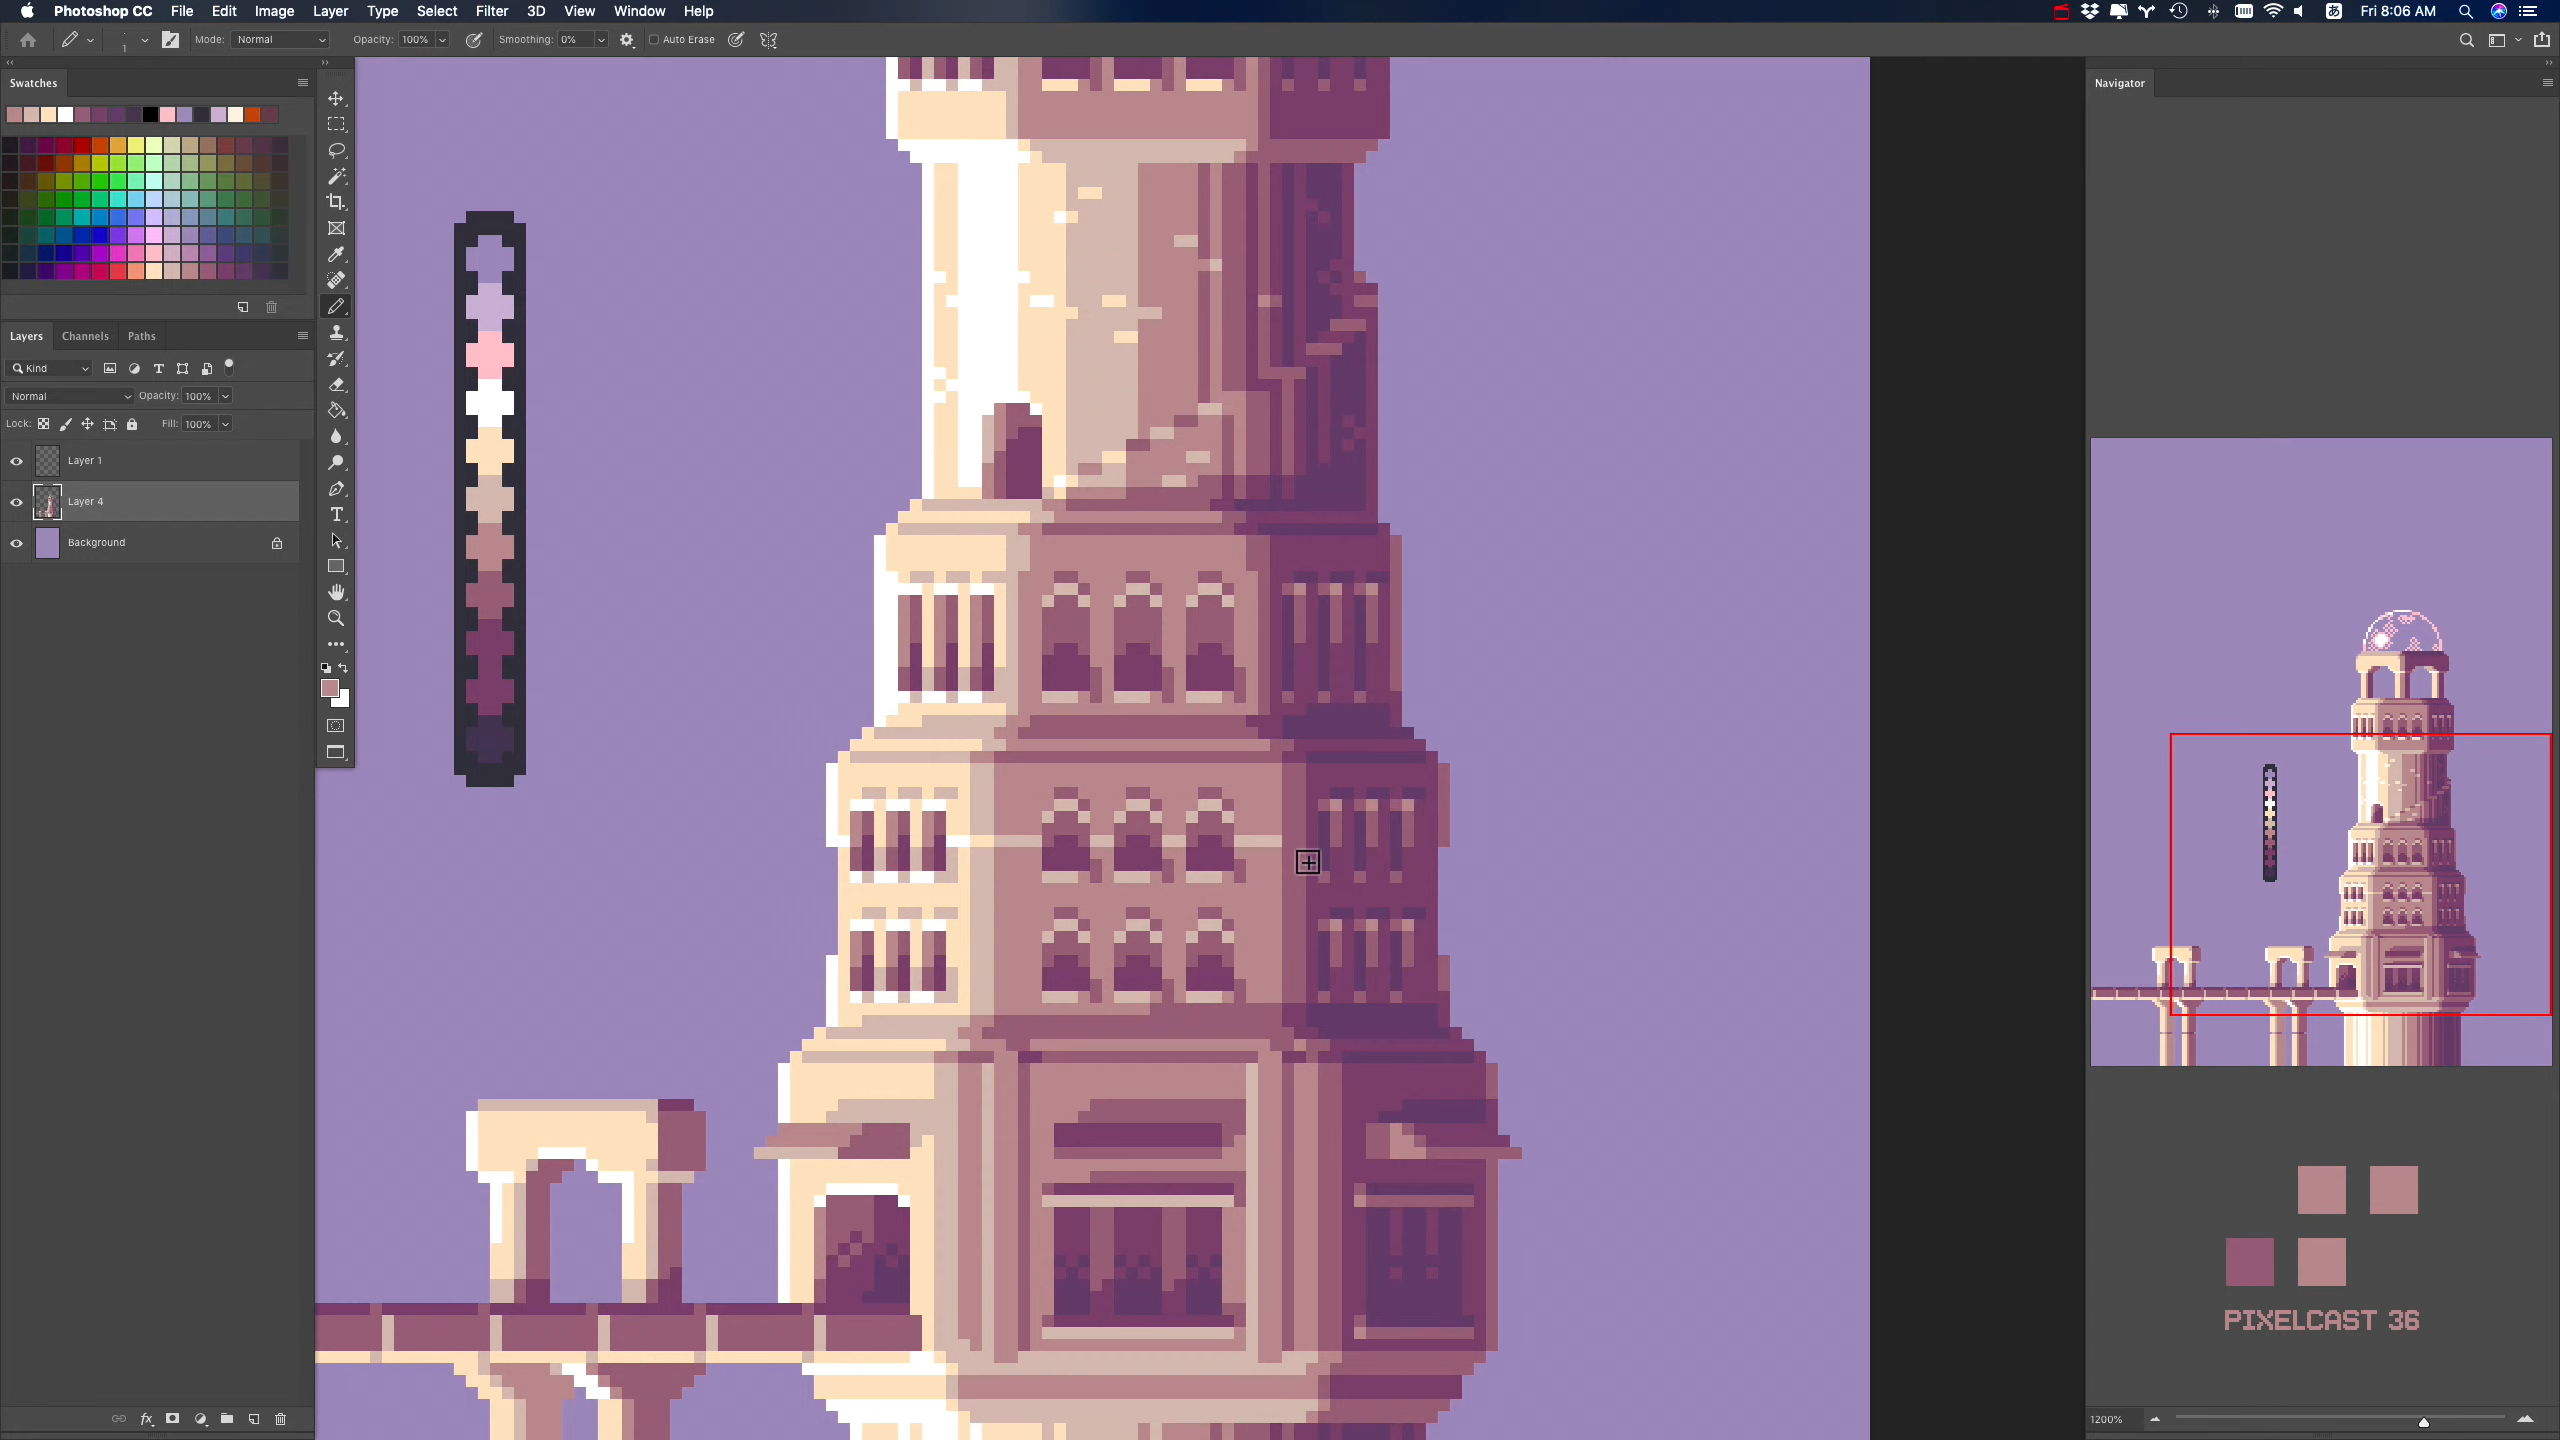 Photoshop CC File Edit Image Layer Type Select Filter 3D View Window Help
あ Fri 8:06 AM
1 Mode: Normal Opacity: 100% Smoothing: 0% Auto Erase
Swatches
Navigator
Layers Channels Paths
Kind
Normal Opacity: 100%
Lock: Fill: 100%
Layer 1
Layer 4
Background
PIXELCAST 36
1200%